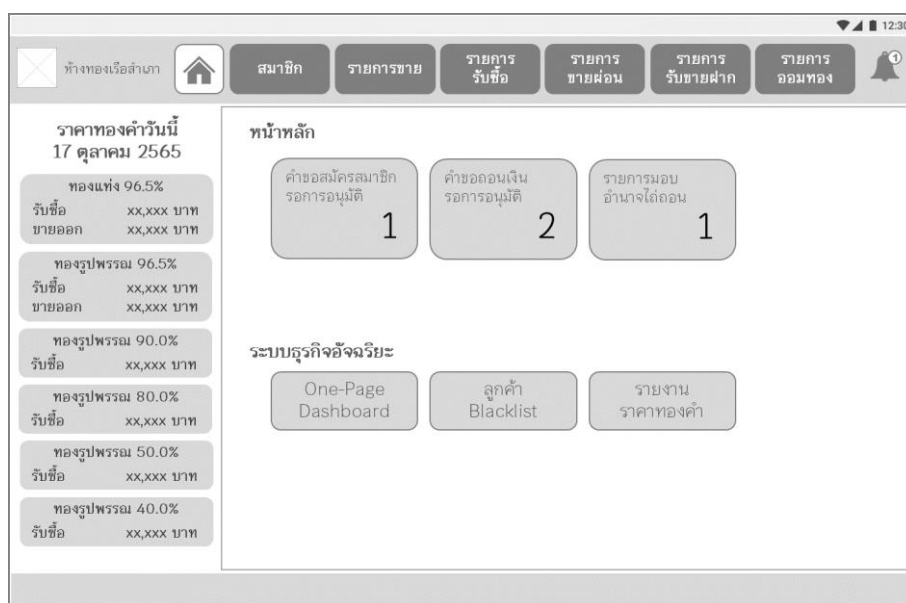 12:30
ห้างทองเรือสำเภา
สมาชิก
รายการขาย
รายการ
รับซื้อ
รายการ
ขายผ่อน
รายการ
รับขายฝาก
รายการ
ออมทอง
1
ราคาทองคำวันนี้
17 ตุลาคม 2565
ทองแท่ง 96.5%
รับซื้อ xx,xxx บาท
ขายออก xx,xxx บาท
ทองรูปพรรณ 96.5%
รับซื้อ xx,xxx บาท
ขายออก xx,xxx บาท
ทองรูปพรรณ 90.0%
รับซื้อ xx,xxx บาท
ทองรูปพรรณ 80.0%
รับซื้อ xx,xxx บาท
ทองรูปพรรณ 50.0%
รับซื้อ xx,xxx บาท
ทองรูปพรรณ 40.0%
รับซื้อ xx,xxx บาท
หน้าหลัก
คำขอสมัครสมาชิก
รอการอนุมัติ
1
คำขอถอนเงิน
รอการอนุมัติ
2
รายการมอบ
อำนาจไถ่ถอน
1
ระบบธุรกิจอัจฉริยะ
One-Page
Dashboard
ลูกค้า
Blacklist
รายงาน
ราคาทองคำ